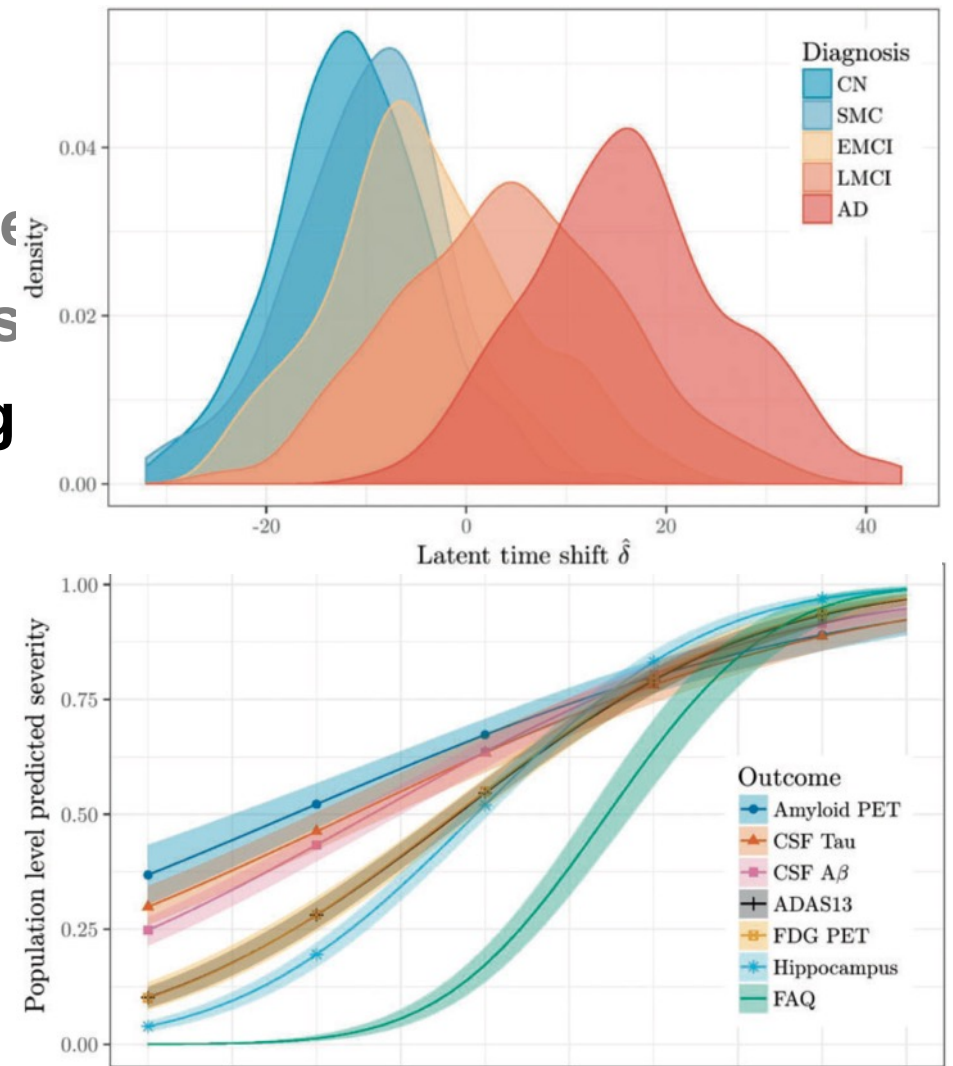 e
s
g
density
0.04
0.02
0.00
Diagnosis
CN
SMC
EMCI
LMCI
AD
-20 0 20 40
Latent time shift δ̂
Population level predicted severity
1.00
0.75
0.50
0.25
0.00
Outcome
Amyloid PET
CSF Tau
CSF Aβ
ADAS13
FDG PET
Hippocampus
FAQ